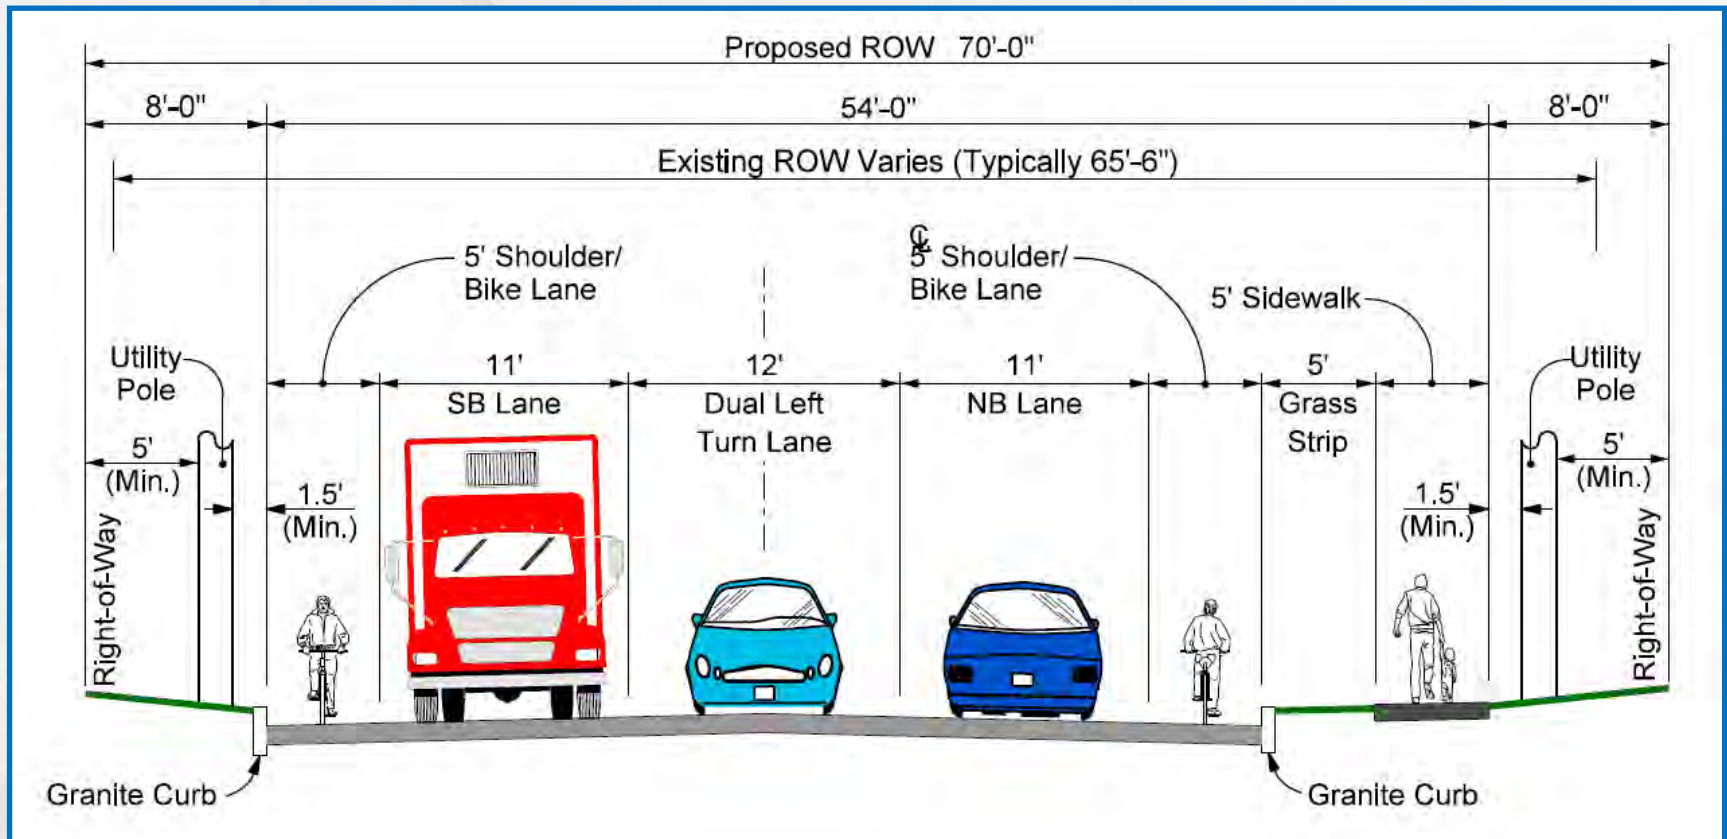 Proposed ROW 70'-0"
8'-0"
54'-0"
8'-0"
Existing ROW Varies (Typically 65'-6")
5' Shoulder/
Bike Lane
℄
5' Shoulder/
Bike Lane
5' Sidewalk
Utility
Pole
11'
SB Lane
12'
Dual Left
Turn Lane
11'
NB Lane
5'
Grass
Strip
Utility
Pole
5'
(Min.)
1.5'
(Min.)
1.5'
(Min.)
5'
(Min.)
Right-of-Way
Right-of-Way
Granite Curb
Granite Curb